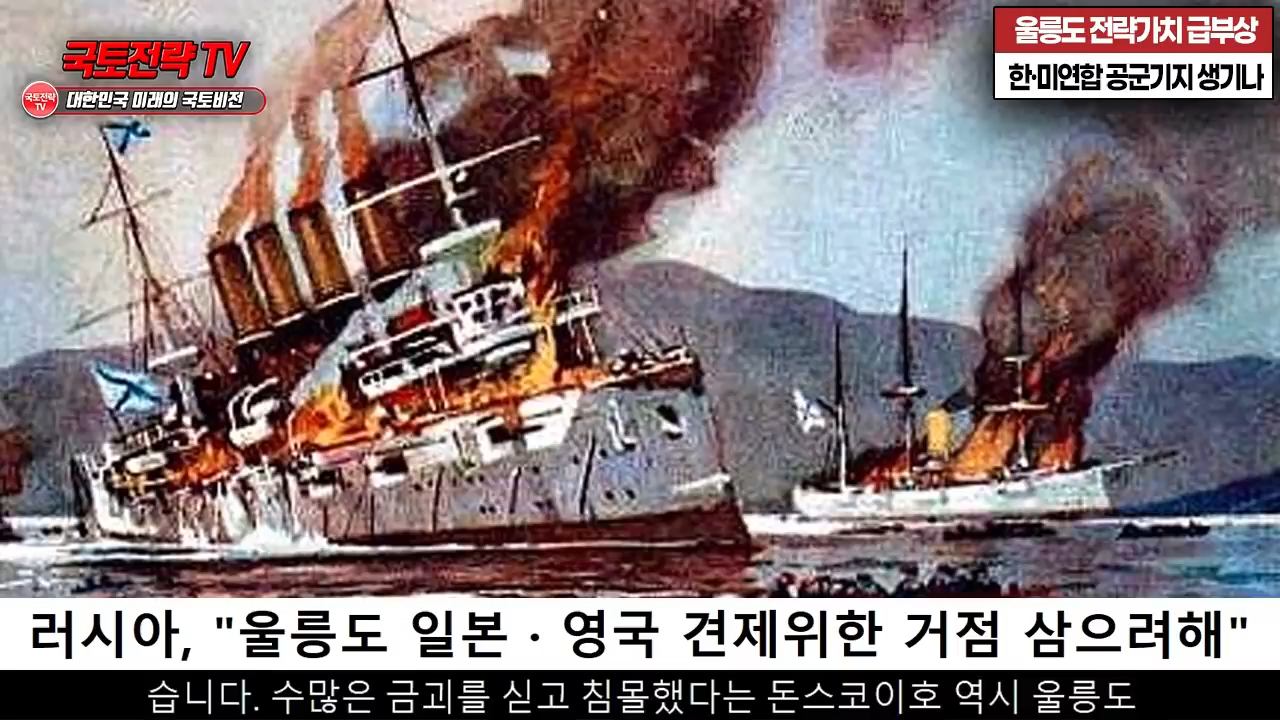 국토전략 TV
국토전략
TV
대한민국 미래의 국토비전
울릉도 전략가치 급부상
한·미연합 공군기지 생기나
러시아, "울릉도 일본 · 영국 견제위한 거점 삼으려해"
습니다. 수많은 금괴를 싣고 침몰했다는 돈스코이호 역시 울릉도